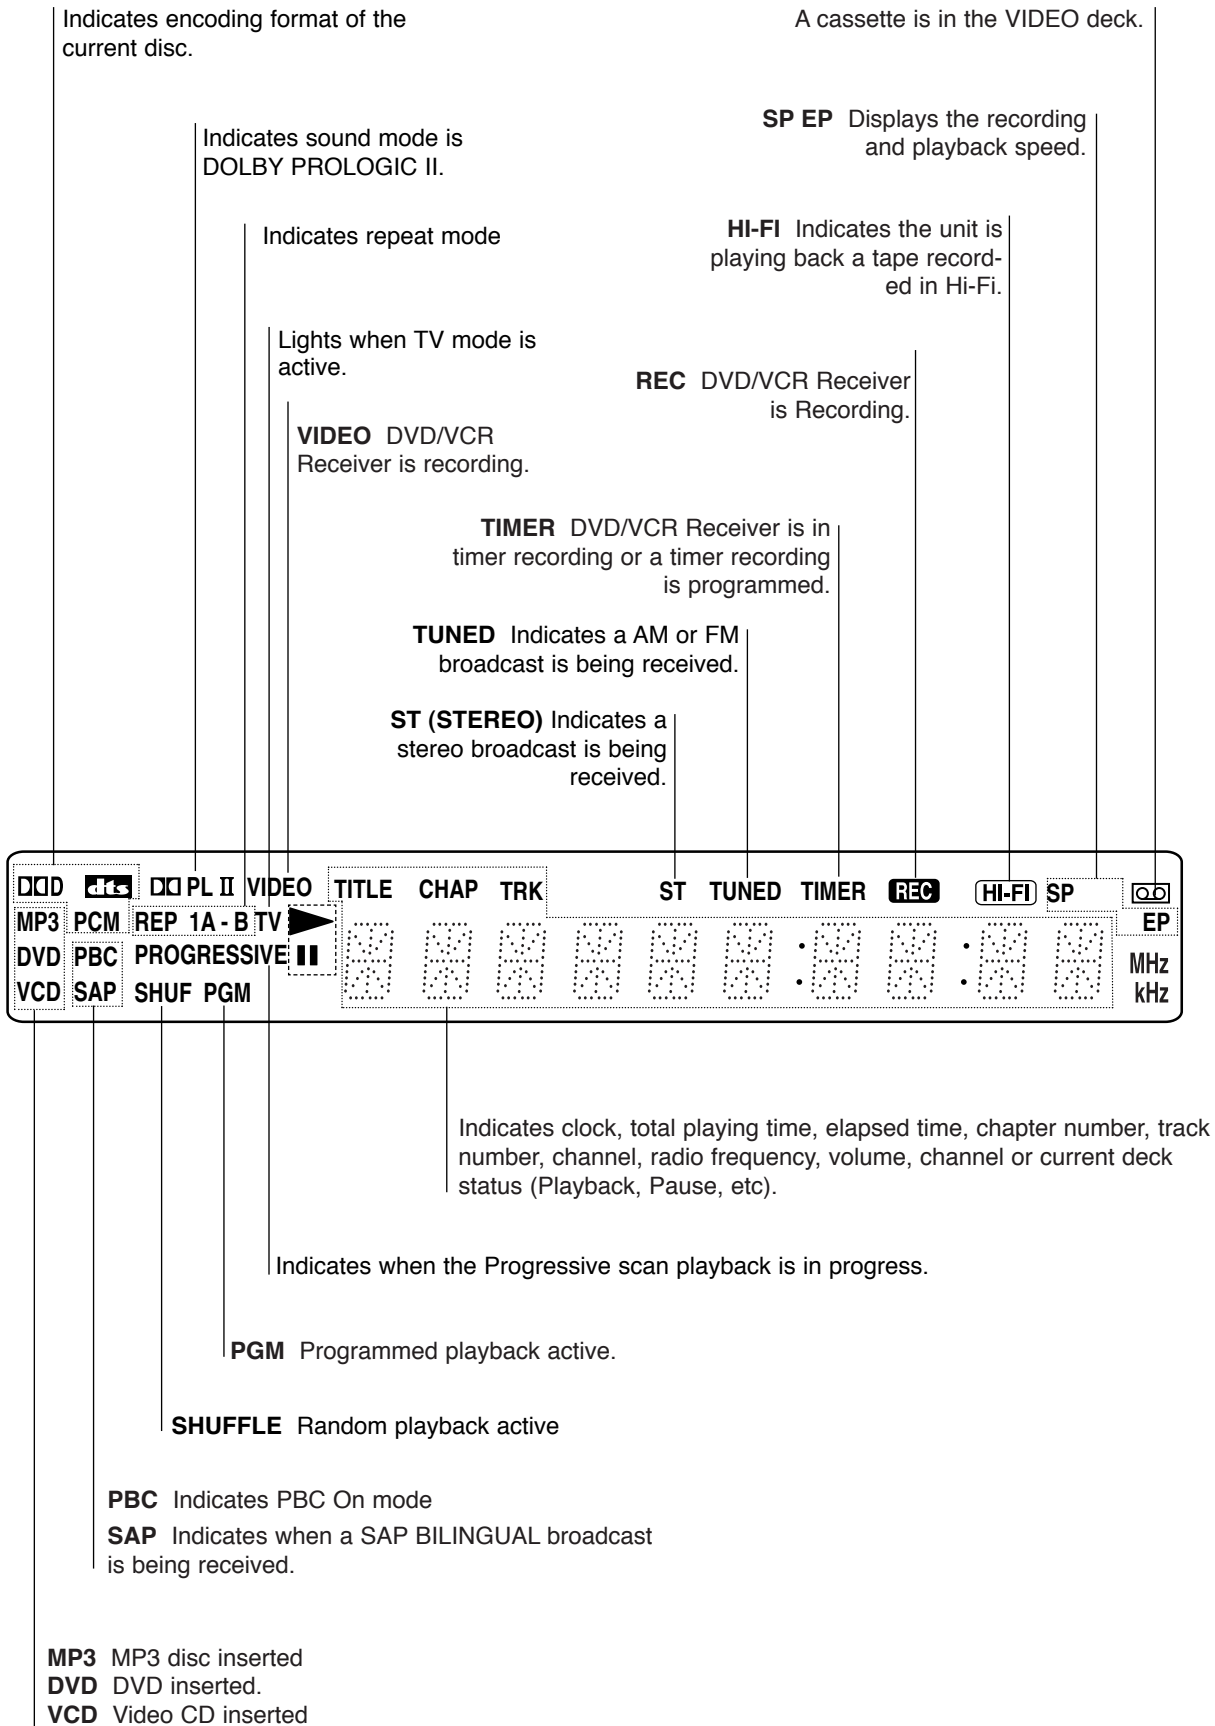 Indicates encoding format of the
current disc.
A cassette is in the VIDEO deck.
SP EP Displays the recording
and playback speed.
Indicates sound mode is
DOLBY PROLOGIC II.
HI-FI Indicates the unit is
playing back a tape record-
ed in Hi-Fi.
Indicates repeat mode
Lights when TV mode is
active.
REC DVD/VCR Receiver
is Recording.
VIDEO DVD/VCR
Receiver is recording.
TIMER DVD/VCR Receiver is in
timer recording or a timer recording
is programmed.
TUNED Indicates a AM or FM
broadcast is being received.
ST (STEREO) Indicates a
stereo broadcast is being
received.
D dts PL II VIDEO TITLE CHAP TRK ST TUNED TIMER REC HI-FI SP
MP3 PCM REP 1A - B TV EP
DVD PBC PROGRESSIVE MHz
VCD SAP SHUF PGM kHz
Indicates clock, total playing time, elapsed time, chapter number, track
number, channel, radio frequency, volume, channel or current deck
status (Playback, Pause, etc).
Indicates when the Progressive scan playback is in progress.
PGM Programmed playback active.
SHUFFLE Random playback active
PBC Indicates PBC On mode
SAP Indicates when a SAP BILINGUAL broadcast
is being received.
MP3 MP3 disc inserted
DVD DVD inserted.
VCD Video CD inserted